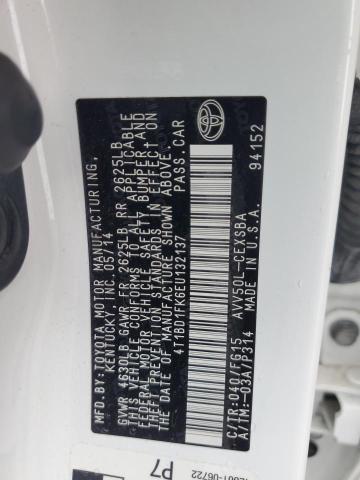 MFD. BY: TOYOTA MOTOR MANUFACTURING,
KENTUCKY, INC. 05/14
GVWR 4630LB GAWR FR 2625LB RR 2625LB
THIS VEHICLE CONFORMS TO ALL APPLICABLE
FEDERAL MOTOR VEHICLE SAFETY, BUMPER, AND
THEFT PREVENTION STANDARDS IN EFFECT ON
THE DATE OF MANUFACTURE SHOWN ABOVE.
4T1BD1FK6EU132137 PASS. CAR
AVV50L-CEXSBA
C/TR: 040/FG15
A/TM: -03A/P314 MADE IN U.S.A. 94152
P7